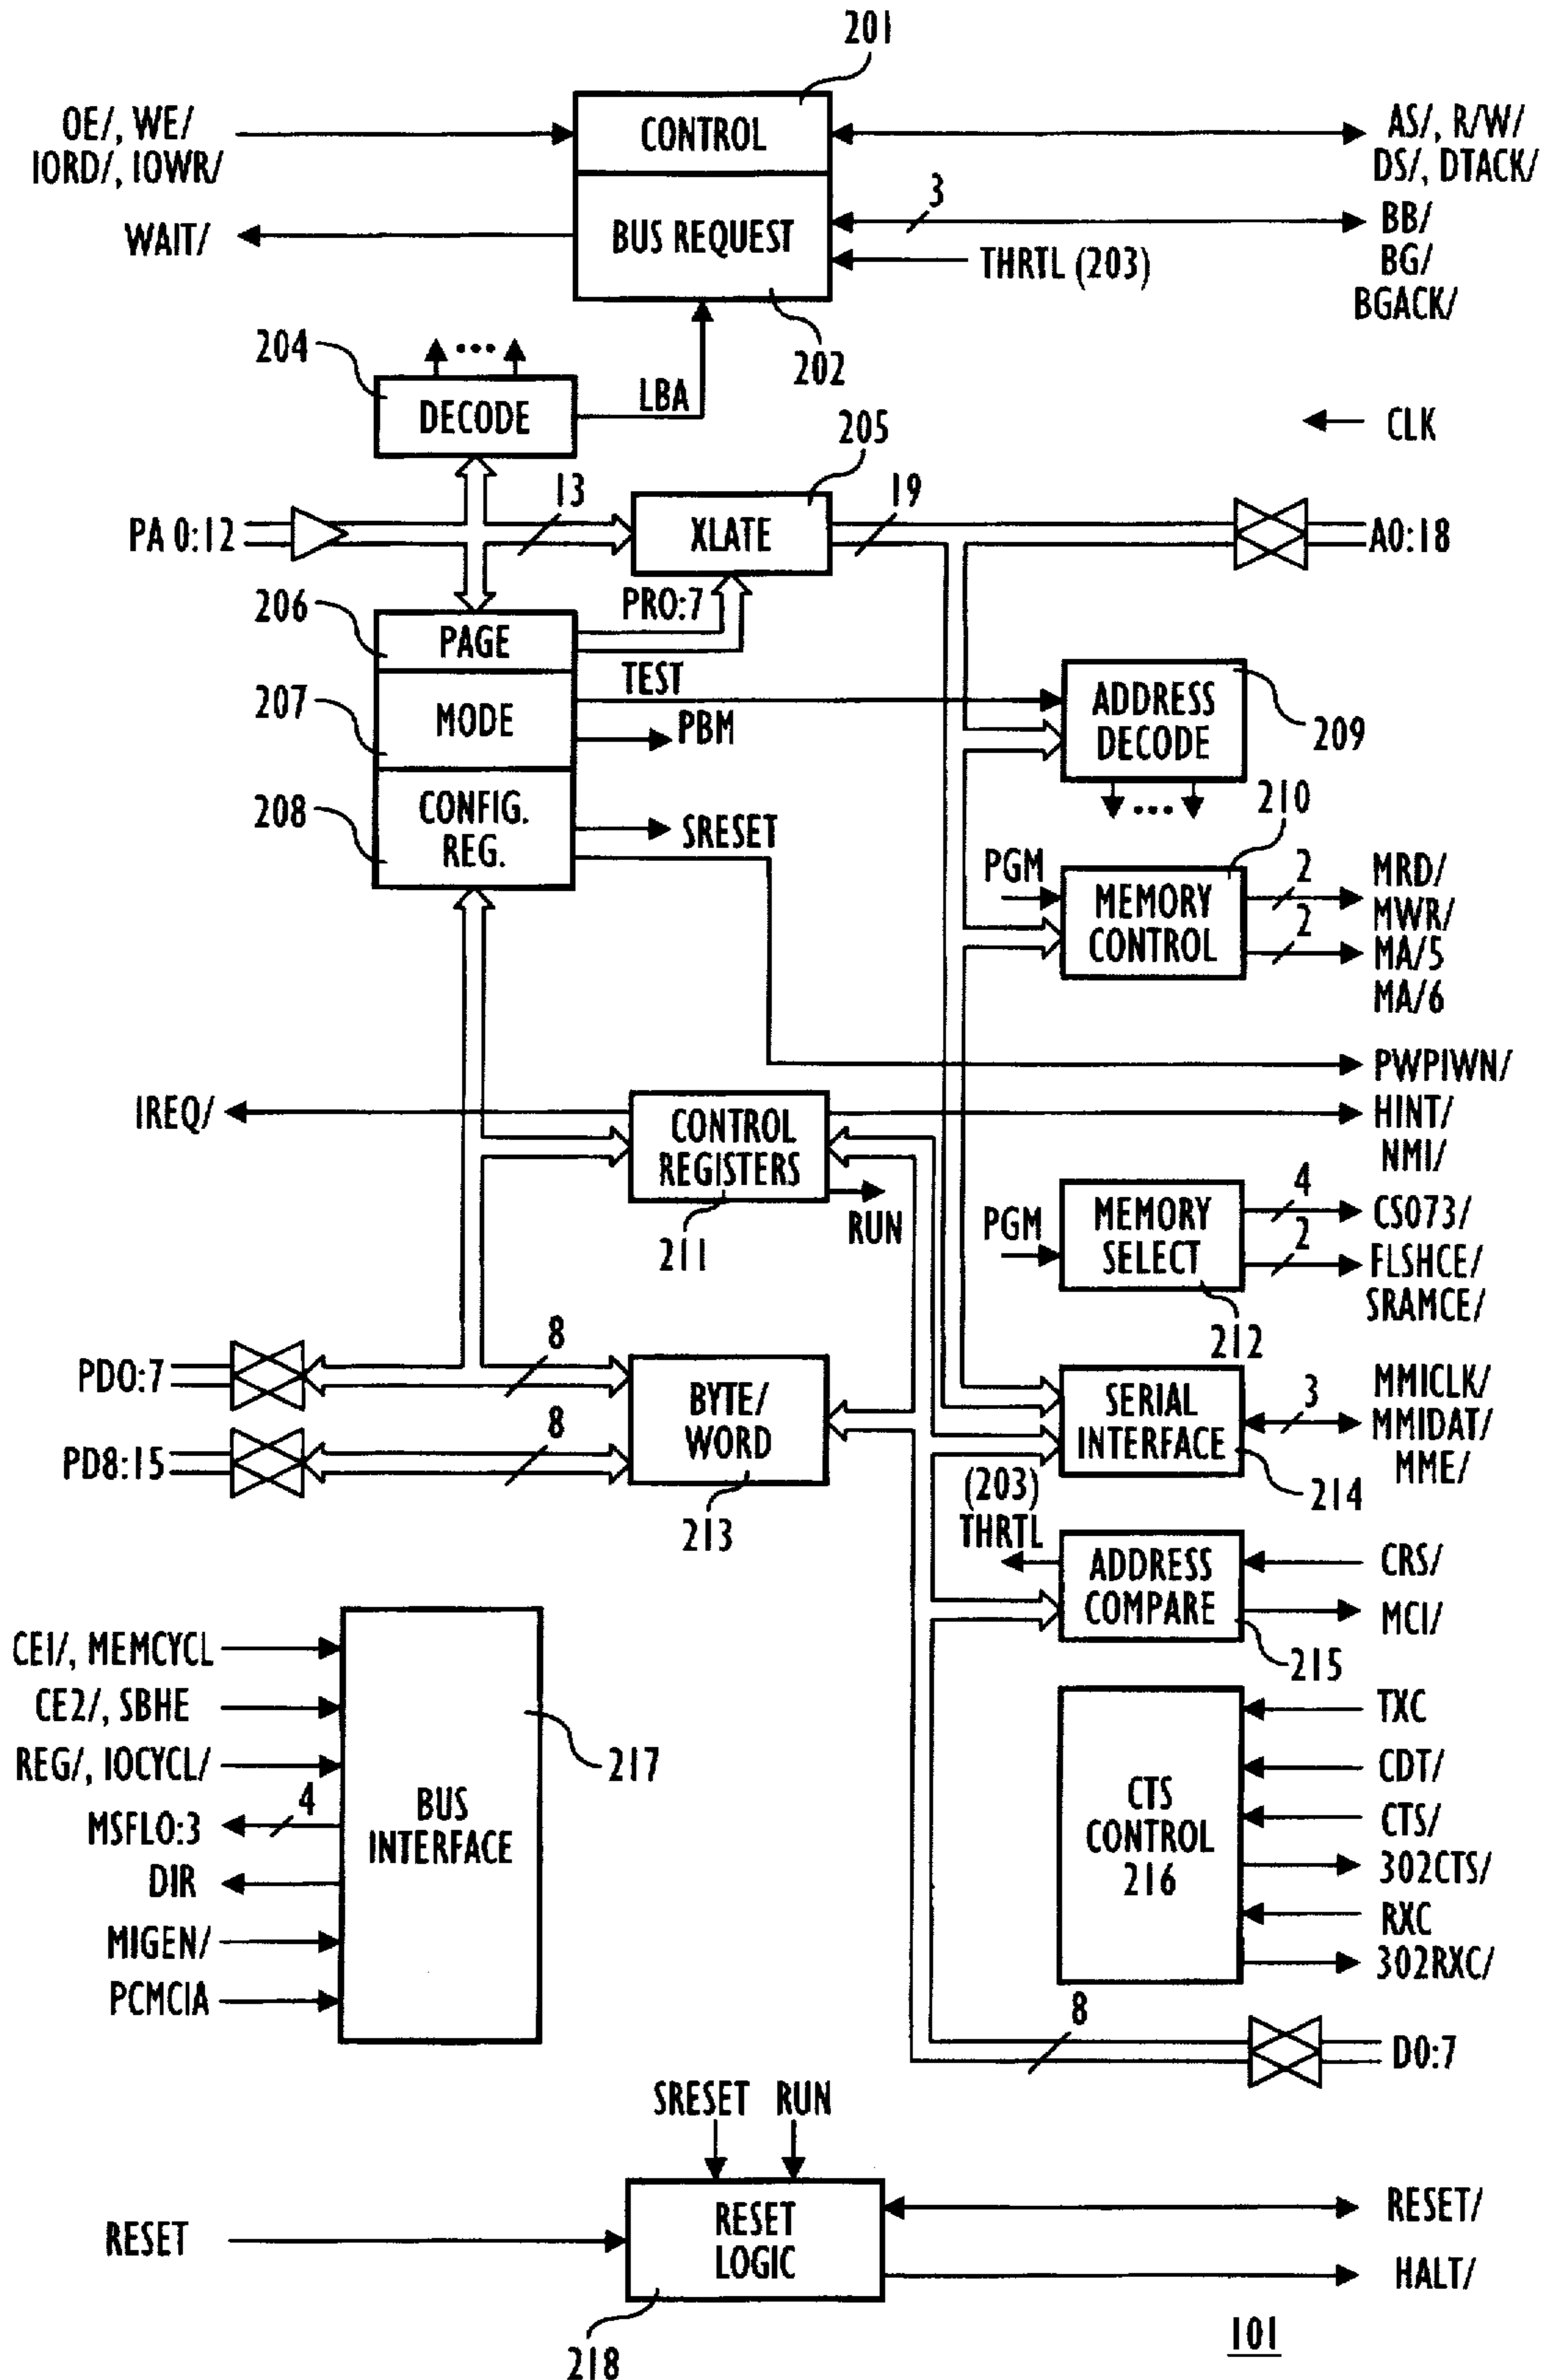 201
OE/, WE/
IORD/, IOWR/
CONTROL
AS/, R/W/
DS/, DTACK/
WAIT/
BUS REQUEST
3
BB/
BG/
BGACK/
THRTL (203)
202
204
DECODE
LBA
CLK
205
PA 0:12
13
XLATE
19
A0:18
206
PAGE
PRO:7
207
MODE
TEST
PBM
ADDRESS
DECODE
209
208
CONFIG.
REG.
SRESET
210
PGM
MEMORY
CONTROL
2
2
MRD/
MWR/
MA/5
MA/6
PWPIWN/
IREQ/
CONTROL
REGISTERS
HINT/
NMI/
RUN
211
PGM
MEMORY
SELECT
4
2
CS073/
FLSHCE/
SRAMCE/
212
PD0:7
8
PD8:15
8
BYTE/
WORD
213
SERIAL
INTERFACE
3
MMICLK/
MMIDAT/
MME/
214
(203)
THRTL
ADDRESS
COMPARE
CRS/
MCI/
215
CE1/, MEMCYCL
CE2/, SBHE
REG/, IOCYCL/
MSFLO:3
4
DIR
MIGEN/
PCMCIA
BUS
INTERFACE
217
CTS
CONTROL
216
TXC
CDT/
CTS/
302CTS/
RXC
302RXC/
8
D0:7
SRESET RUN
RESET
RESET
LOGIC
RESET/
HALT/
218
101